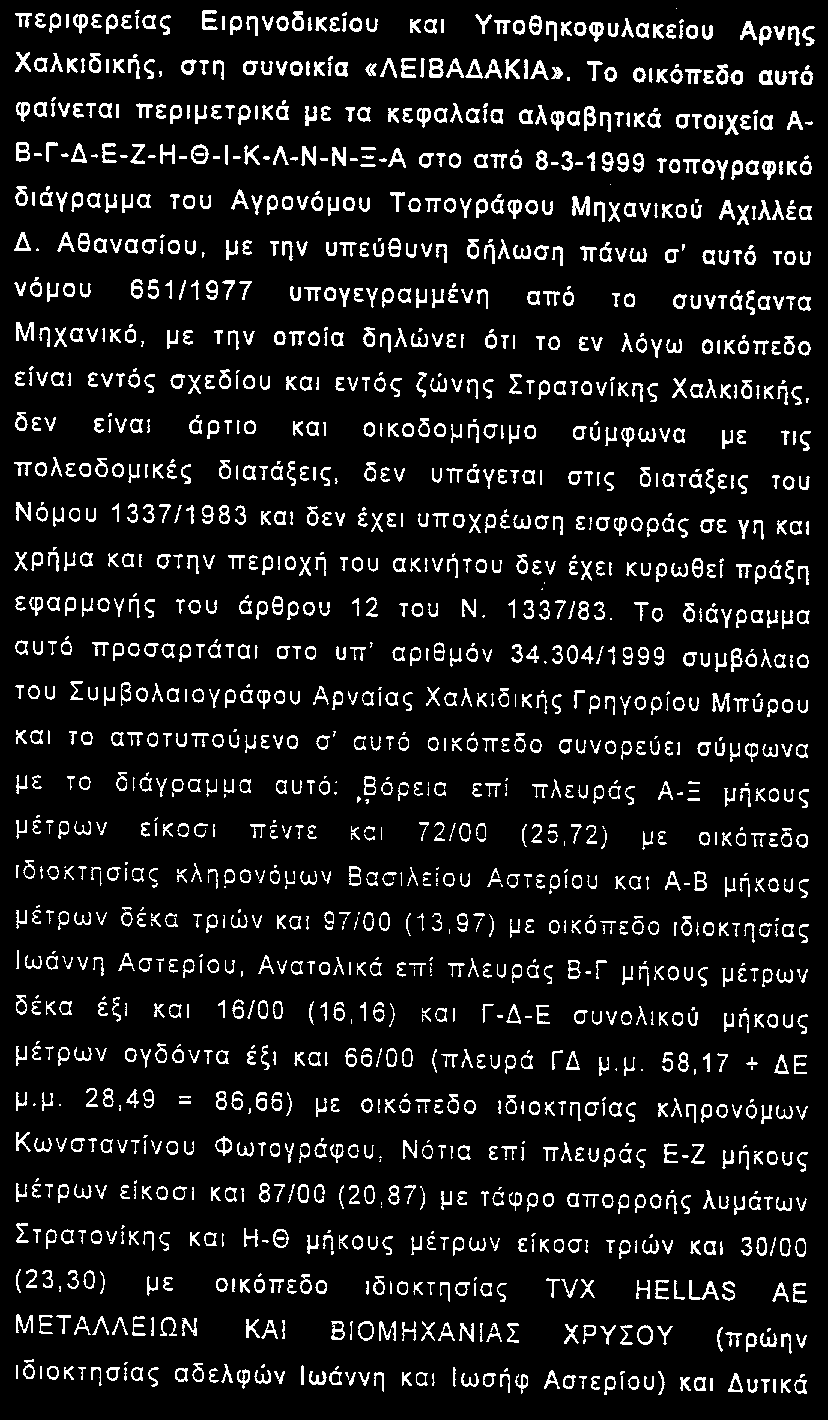 περιφερείας Ειρηνοδικείου και Υποθηκοφυλακείου Αρνης
Χαλκιδικής, στη συνοικία «ΛΕΙΒΑΔΑΚΙΑ». Το οικόπεδο αυτό
φαίνεται περιμετρικά με τα κεφαλαία αλφαβητικά στοιχεία Α-
Β-Γ-Δ-Ε-Ζ-Η-Θ-Ι-Κ-Λ-Ν-Ν-Ξ-Α στο από 8-3-1999 τοπογραφικό
διάγραμμα του Αγρονόμου Τοπογράφου Μηχανικού Αχιλλέα
Δ. Αθανασίου, με την υπεύθυνη δήλωση πάνω σ' αυτό του
νόμου 651/1977 υπογεγραμμένη από το συντάξαντα
Μηχανικό, με την οποία δηλώνει ότι το εν λόγω οικόπεδο
είναι εντός σχεδίου και εντός ζώνης Στρατονίκης Χαλκιδικής,
δεν είναι άρτιο και οικοδομήσιμο σύμφωνα με τις
πολεοδομικές διατάξεις, δεν υπάγεται στις διατάξεις του
Νόμου 1337/1983 και δεν έχει υποχρέωση εισφοράς σε γη και
χρήμα και στην περιοχή του ακινήτου δεν έχει κυρωθεί πράξη
εφαρμογής του άρθρου 12 του Ν. 1337/83. Το διάγραμμα
αυτό προσαρτάται στο υπ' αριθμόν 34.304/1999 συμβόλαιο
του Συμβολαιογράφου Αρναίας Χαλκιδικής Γρηγορίου Μπύρου
και το αποτυπούμενο σ' αυτό οικόπεδο συνορεύει σύμφωνα
με το διάγραμμα αυτό: Βόρεια επί πλευράς Α-Ξ μήκους
μέτρων είκοσι πέντε και 72/00 (25,72) με οικόπεδο
ιδιοκτησίας κληρονόμων Βασιλείου Αστερίου και Α-Β μήκους
μέτρων δέκα τριών και 97/00 (13,97) με οικόπεδο ιδιοκτησίας
Ιωάννη Αστερίου, Ανατολικά επί πλευράς Β-Γ μήκους μέτρων
δέκα έξι και 16/00 (16,16) και Γ-Δ-Ε συνολικού μήκους
μέτρων ογδόντα έξι και 66/00 (πλευρά ΓΔ μ.μ. 58,17 + ΔΕ
μ.μ. 28,49 = 86,66) με οικόπεδο ιδιοκτησίας κληρονόμων
Κωνσταντίνου Φωτογράφου, Νότια επί πλευράς Ε-Ζ μήκους
μέτρων είκοσι και 87/00 (20,87) με τάφρο απορροής λυμάτων
Στρατονίκης και Η-Θ μήκους μέτρων είκοσι τριών και 30/00
(23,30) με οικόπεδο ιδιοκτησίας TVX HELLAS ΑΕ
ΜΕΤΑΛΛΕΙΩΝ ΚΑΙ ΒΙΟΜΗΧΑΝΙΑΣ ΧΡΥΣΟΥ (πρώην
ιδιοκτησίας αδελφών Ιωάννη και Ιωσήφ Αστερίου) και Δυτικά